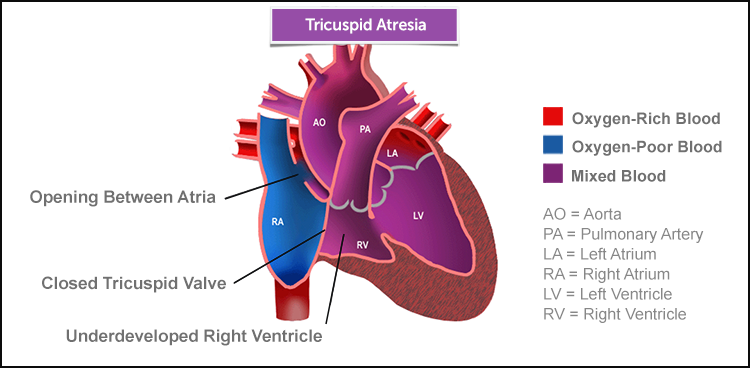 Tricuspid Atresia
AO
PA
LA
RA
LV
RV
Opening Between Atria
Closed Tricuspid Valve
Underdeveloped Right Ventricle
Oxygen-Rich Blood
Oxygen-Poor Blood
Mixed Blood
AO = Aorta
PA = Pulmonary Artery
LA = Left Atrium
RA = Right Atrium
LV = Left Ventricle
RV = Right Ventricle